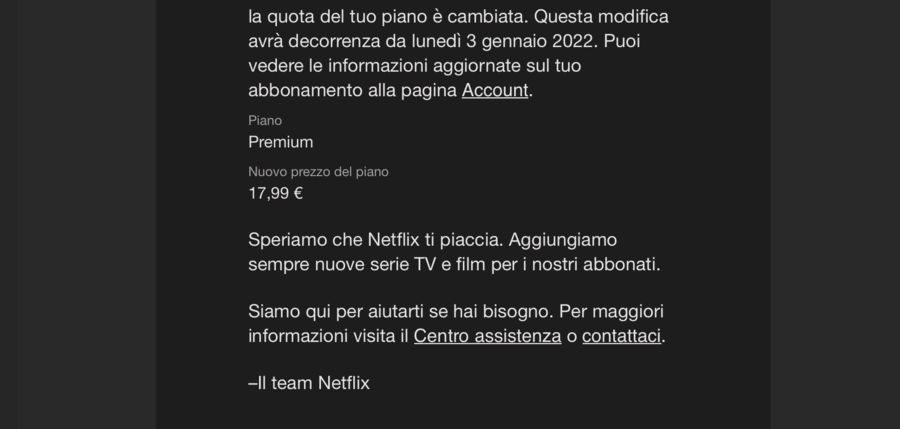 la quota del tuo piano è cambiata. Questa modifica
avrà decorrenza da lunedì 3 gennaio 2022. Puoi
vedere le informazioni aggiornate sul tuo
abbonamento alla pagina Account.
Piano
Premium
Nuovo prezzo del piano
17,99 €
Speriamo che Netflix ti piaccia. Aggiungiamo
sempre nuove serie TV e film per i nostri abbonati.
Siamo qui per aiutarti se hai bisogno. Per maggiori
informazioni visita il Centro assistenza o contattaci.
–Il team Netflix